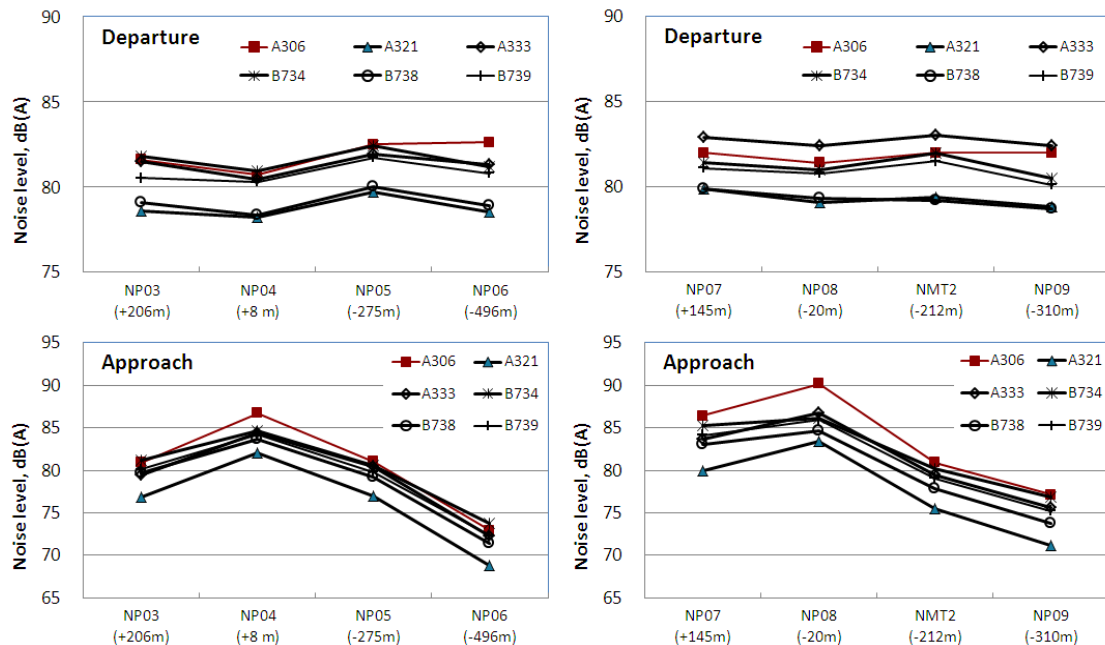 90
Departure
A306 A321 A333
B734 B738 B739
85
80
75
Noise level, dB(A)
NP03 NP04 NP05 NP06
(+206m) (+8 m) (-275m) (-496m)
90
Departure
A306 A321 A333
B734 B738 B739
85
80
75
Noise level, dB(A)
NP07 NP08 NMT2 NP09
(+145m) (-20m) (-212m) (-310m)
95
Approach
A306 A321
90
A333 B734
85
B738 B739
80
75
70
65
Noise level, dB(A)
NP03 NP04 NP05 NP06
(+206m) (+8 m) (-275m) (-496m)
95
Approach
A306 A321
90
A333 B734
85
B738 B739
80
75
70
65
Noise level, dB(A)
NP07 NP08 NMT2 NP09
(+145m) (-20m) (-212m) (-310m)